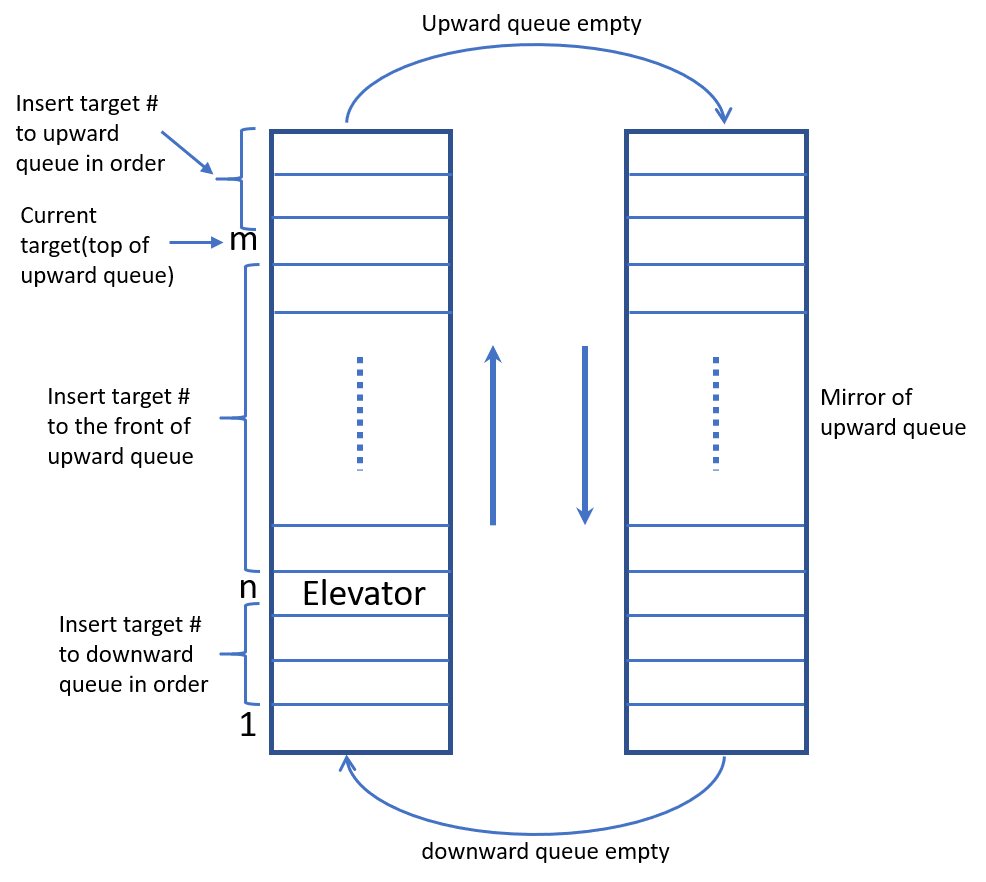 Upward queue empty
Insert target #
to upward
queue in order
Current
target(top of
upward queue)
m
Insert target #
to the front of
upward queue
Mirror of
upward queue
n
Elevator
Insert target #
to downward
queue in order
1
downward queue empty